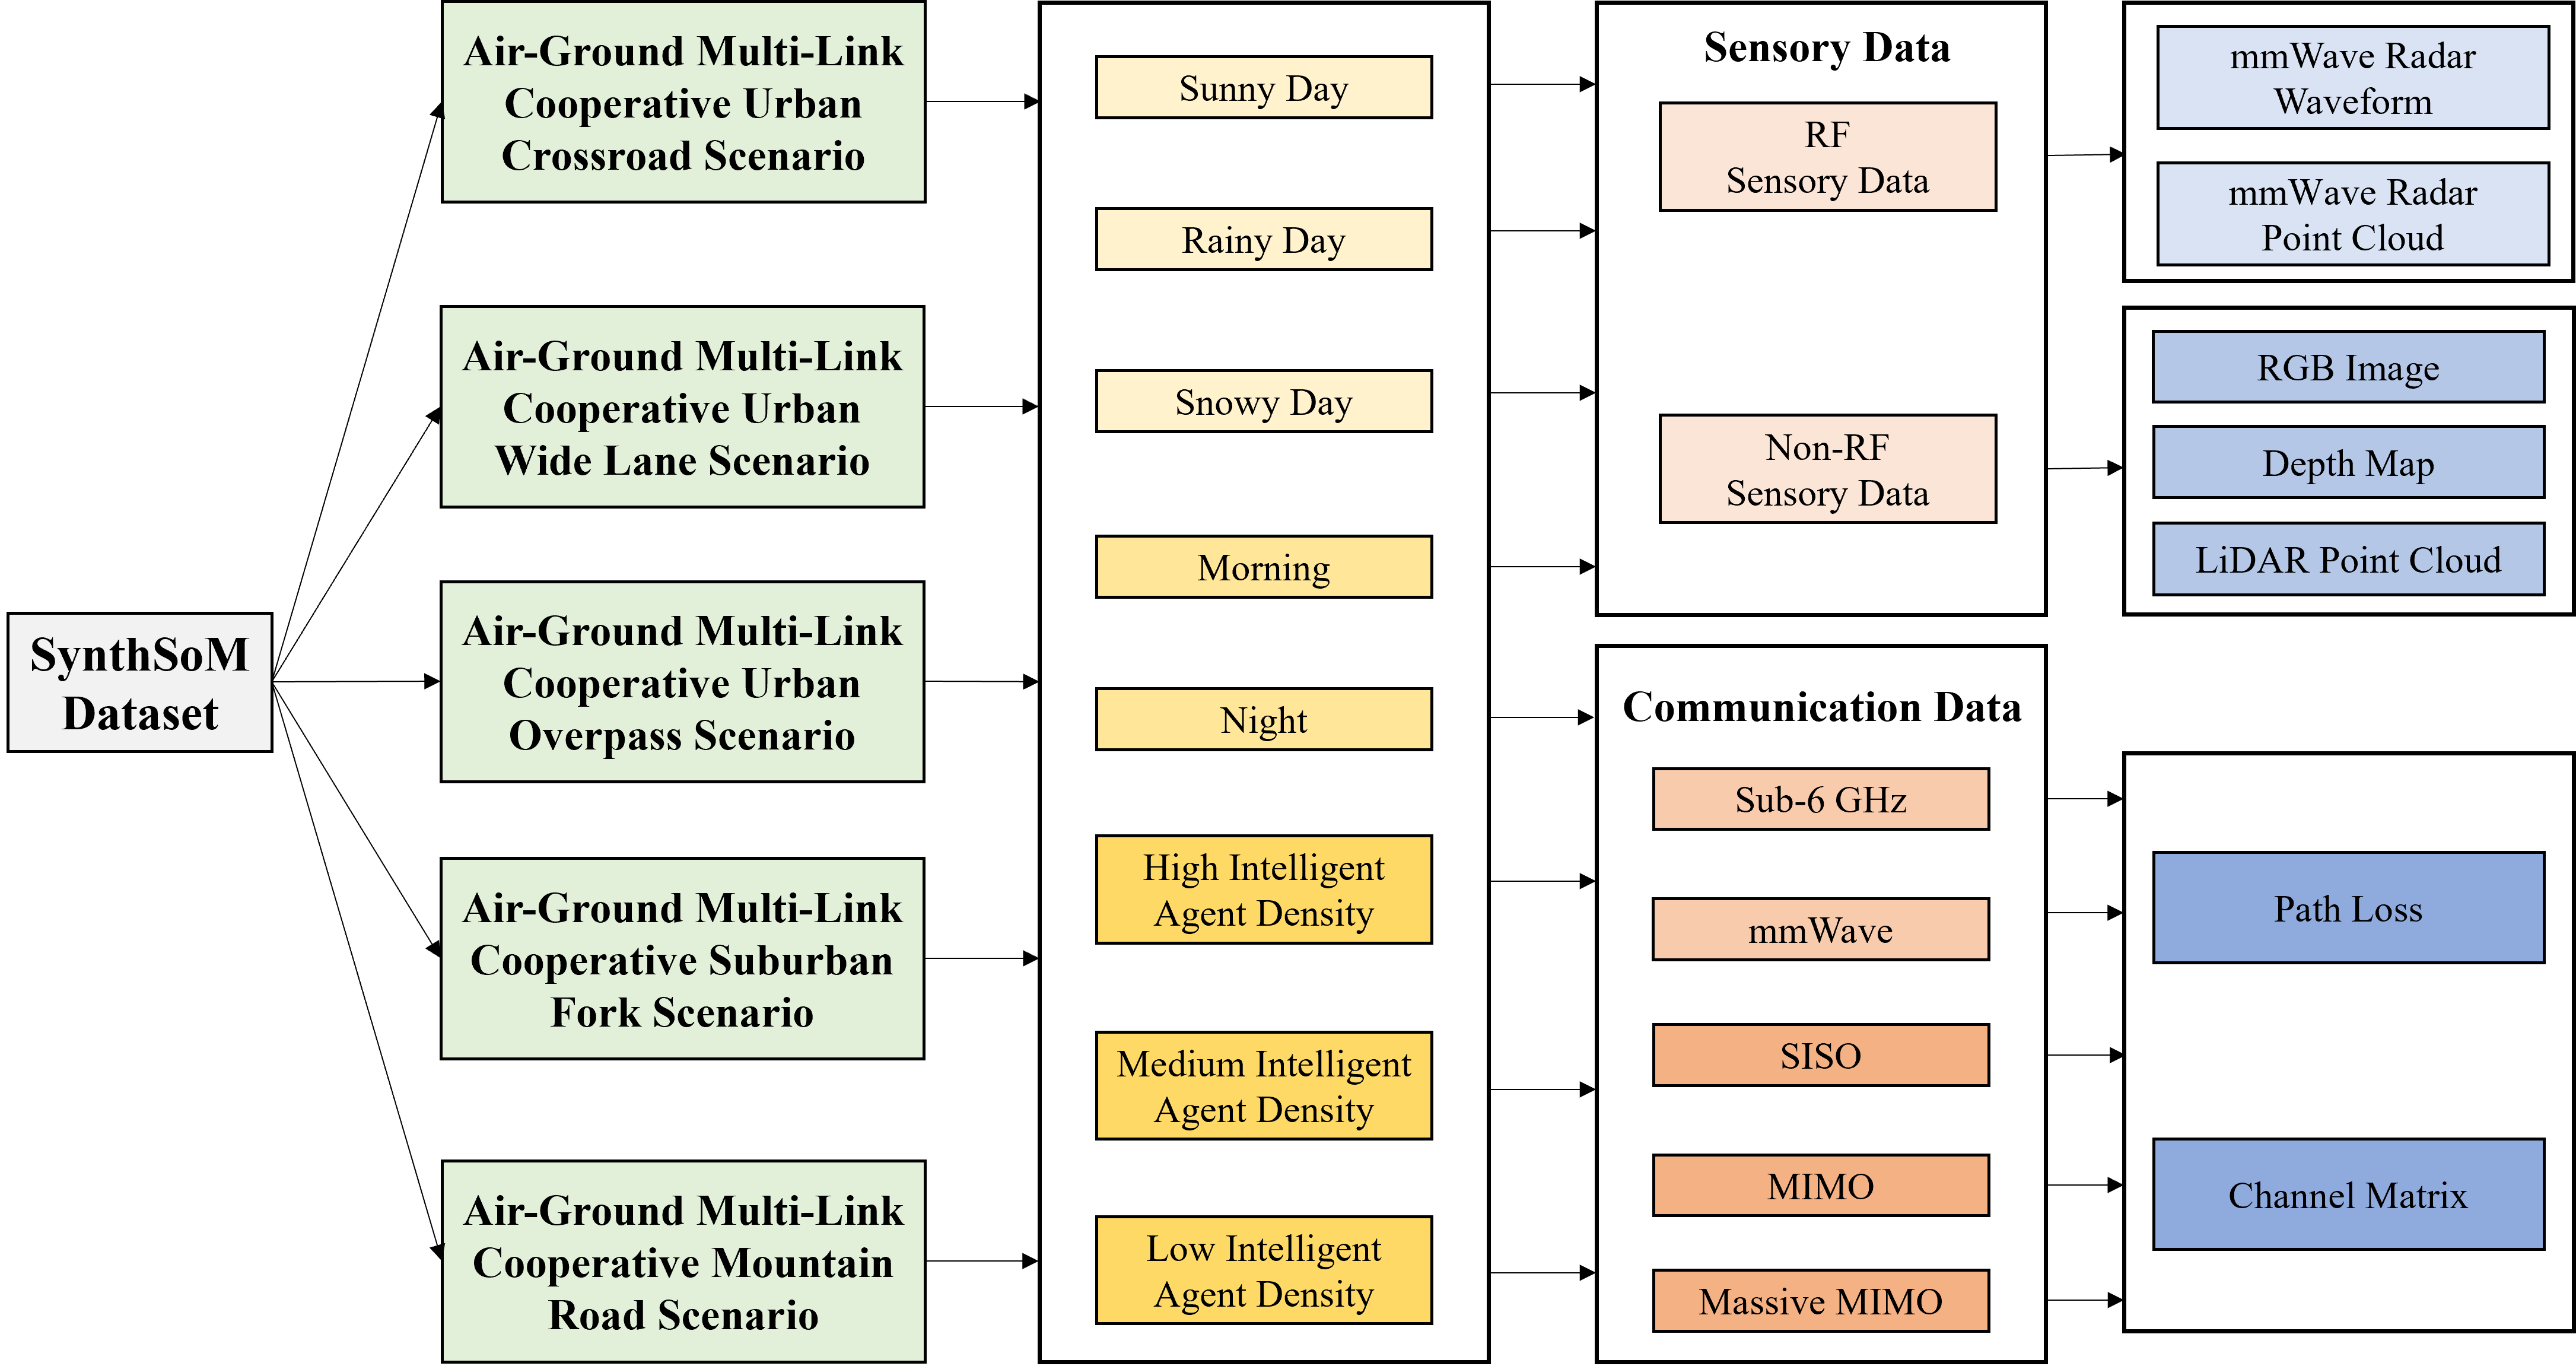 SynthSoM
Dataset
Air-Ground Multi-Link
Cooperative Urban
Crossroad Scenario
Air-Ground Multi-Link
Cooperative Urban
Wide Lane Scenario
Air-Ground Multi-Link
Cooperative Urban
Overpass Scenario
Air-Ground Multi-Link
Cooperative Suburban
Fork Scenario
Air-Ground Multi-Link
Cooperative Mountain
Road Scenario
Sunny Day
Rainy Day
Snowy Day
Morning
Night
High Intelligent
Agent Density
Medium Intelligent
Agent Density
Low Intelligent
Agent Density
Sensory Data
RF
Sensory Data
Non-RF
Sensory Data
Communication Data
Sub-6 GHz
mmWave
SISO
MIMO
Massive MIMO
mmWave Radar
Waveform
mmWave Radar
Point Cloud
RGB Image
Depth Map
LiDAR Point Cloud
Path Loss
Channel Matrix